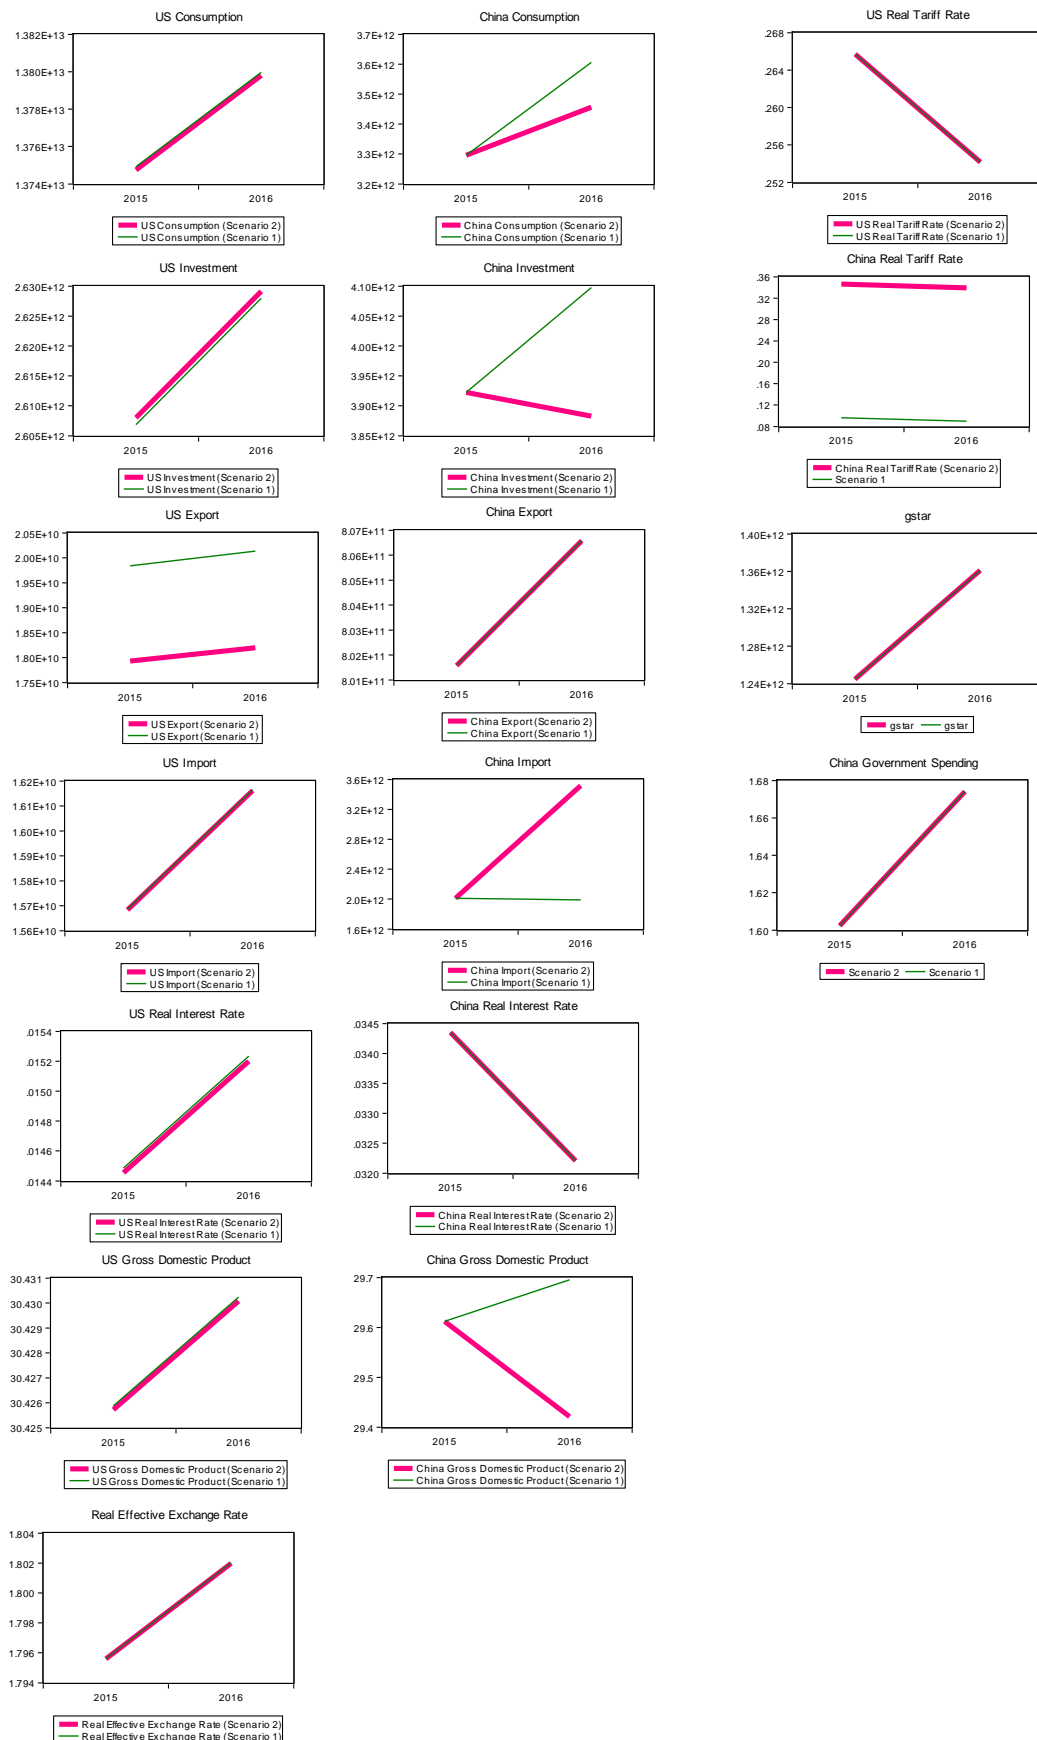 US Consumption
1.382E+13
1.380E+13
1.378E+13
1.376E+13
1.374E+13
2015 2016
US Consumption (Scenario 2)
US Consumption (Scenario 1)
China Consumption
3.7E+12
3.6E+12
3.5E+12
3.4E+12
3.3E+12
3.2E+12
2015 2016
China Consumption (Scenario 2)
China Consumption (Scenario 1)
US Real Tariff Rate
.268
.264
.260
.256
.252
2015 2016
US Real Tariff Rate (Scenario 2)
US Real Tariff Rate (Scenario 1)
US Investment
2.630E+12
2.625E+12
2.620E+12
2.615E+12
2.610E+12
2.605E+12
2015 2016
US Investment (Scenario 2)
US Investment (Scenario 1)
China Investment
4.10E+12
4.05E+12
4.00E+12
3.95E+12
3.90E+12
3.85E+12
2015 2016
China Investment (Scenario 2)
China Investment (Scenario 1)
China Real Tariff Rate
.36
.32
.28
.24
.20
.16
.12
.08
2015 2016
China Real Tariff Rate (Scenario 2)
Scenario 1
US Export
2.05E+10
2.00E+10
1.95E+10
1.90E+10
1.85E+10
1.80E+10
1.75E+10
2015 2016
US Export (Scenario 2)
US Export (Scenario 1)
China Export
8.07E+11
8.06E+11
8.05E+11
8.04E+11
8.03E+11
8.02E+11
8.01E+11
2015 2016
China Export (Scenario 2)
China Export (Scenario 1)
gstar
1.40E+12
1.36E+12
1.32E+12
1.28E+12
1.24E+12
2015 2016
gstar gstar
US Import
1.62E+10
1.61E+10
1.60E+10
1.59E+10
1.58E+10
1.57E+10
1.56E+10
2015 2016
US Import (Scenario 2)
US Import (Scenario 1)
China Import
3.6E+12
3.2E+12
2.8E+12
2.4E+12
2.0E+12
1.6E+12
2015 2016
China Import (Scenario 2)
China Import (Scenario 1)
China Government Spending
1.68
1.66
1.64
1.62
1.60
2015 2016
Scenario 2 Scenario 1
US Real Interest Rate
.0154
.0152
.0150
.0148
.0146
.0144
2015 2016
US Real Interest Rate (Scenario 2)
US Real Interest Rate (Scenario 1)
China Real Interest Rate
.0345
.0340
.0335
.0330
.0325
.0320
2015 2016
China Real Interest Rate (Scenario 2)
China Real Interest Rate (Scenario 1)
US Gross Domestic Product
30.431
30.430
30.429
30.428
30.427
30.426
30.425
2015 2016
US Gross Domestic Product (Scenario 2)
US Gross Domestic Product (Scenario 1)
China Gross Domestic Product
29.7
29.6
29.5
29.4
2015 2016
China Gross Domestic Product (Scenario 2)
China Gross Domestic Product (Scenario 1)
Real Effective Exchange Rate
1.804
1.802
1.800
1.798
1.796
1.794
2015 2016
Real Effective Exchange Rate (Scenario 2)
Real Effective Exchange Rate (Scenario 1)